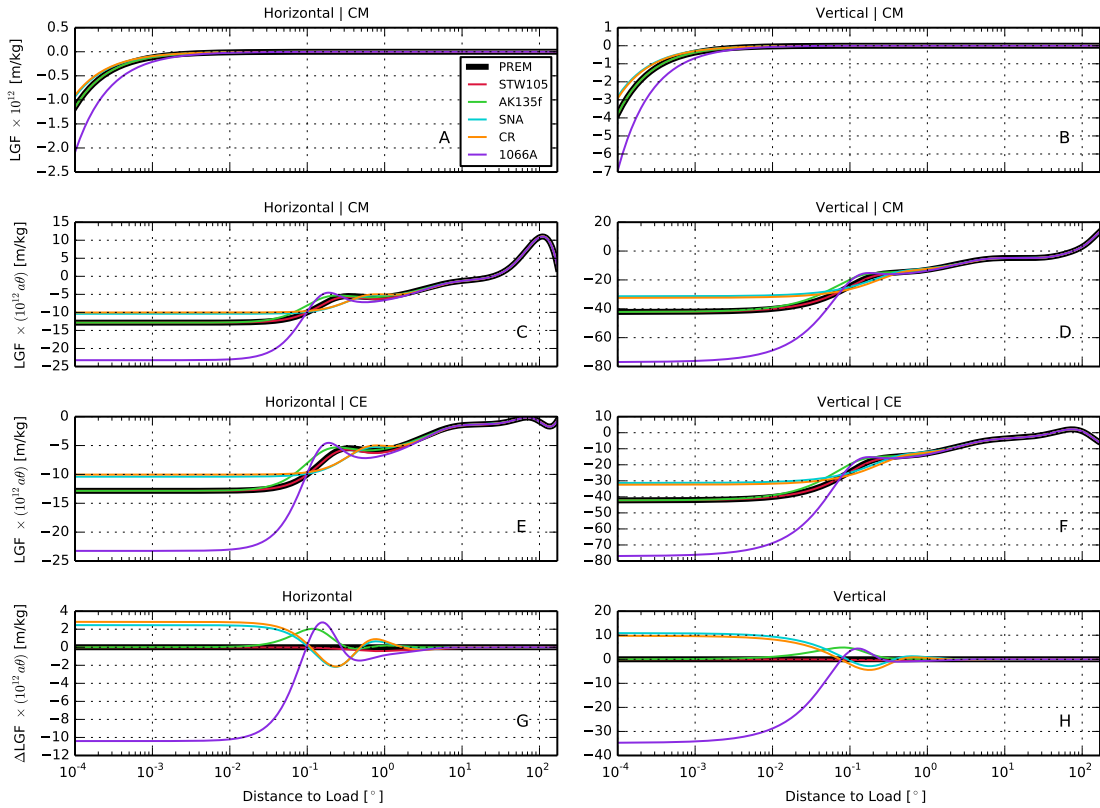 Horizontal | CM
Vertical | CM
LGF × 10^12 [m/kg]
0.5
0.0
−0.5
−1.0
−1.5
−2.0
−2.5
PREM
STW105
AK135f
SNA
CR
1066A
A
1
0
−1
−2
−3
−4
−5
−6
−7
B
Horizontal | CM
Vertical | CM
LGF × (10^12 aθ) [m/kg]
15
10
5
0
−5
−10
−15
−20
−25
C
20
0
−20
−40
−60
−80
D
Horizontal | CE
Vertical | CE
LGF × (10^12 aθ) [m/kg]
0
−5
−10
−15
−20
−25
E
10
0
−10
−20
−30
−40
−50
−60
−70
−80
F
Horizontal
Vertical
ΔLGF × (10^12 aθ) [m/kg]
4
2
0
−2
−4
−6
−8
−10
−12
G
20
10
0
−10
−20
−30
−40
H
10^−4 10^−3 10^−2 10^−1 10^0 10^1 10^2
10^−4 10^−3 10^−2 10^−1 10^0 10^1 10^2
Distance to Load [°]
Distance to Load [°]